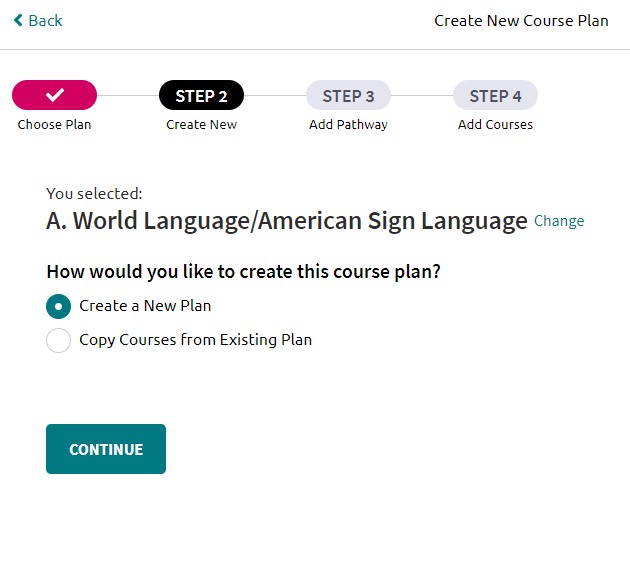 Back
Create New Course Plan
STEP 2
STEP 3
STEP 4
Choose Plan
Create New
Add Pathway
Add Courses
You selected:
A. World Language/American Sign Language Change
How would you like to create this course plan?
Create a New Plan
Copy Courses from Existing Plan
CONTINUE